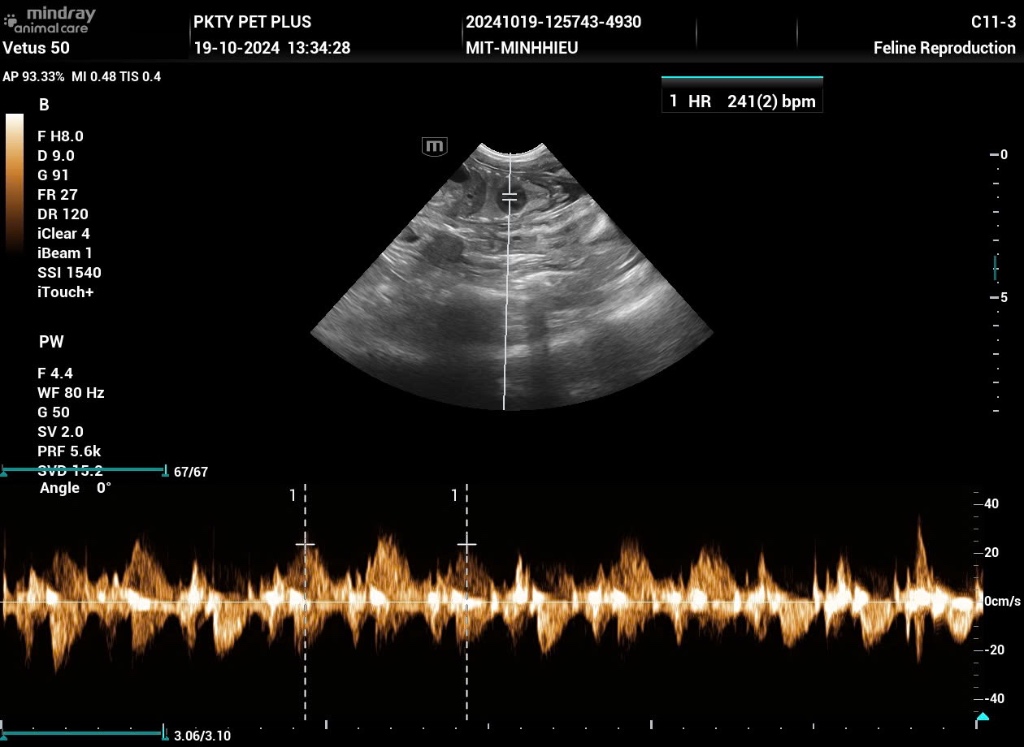 mindray
animal care
Vetus 50
PKTY PET PLUS
19-10-2024 13:34:28
20241019-125743-4930
MIT-MINHHIEU
C11-3
Feline Reproduction
AP 93.33% MI 0.48 TIS 0.4
1 HR 241(2) bpm
B
F H8.0
D 9.0
G 91
FR 27
DR 120
iClear 4
iBeam 1
SSI 1540
iTouch+
m
0
5
PW
F 4.4
WF 80 Hz
G 50
SV 2.0
PRF 5.6k
SVD 15.2
67/67
Angle 0°
1 1
40
20
0cm/s
-20
-40
3.06/3.10